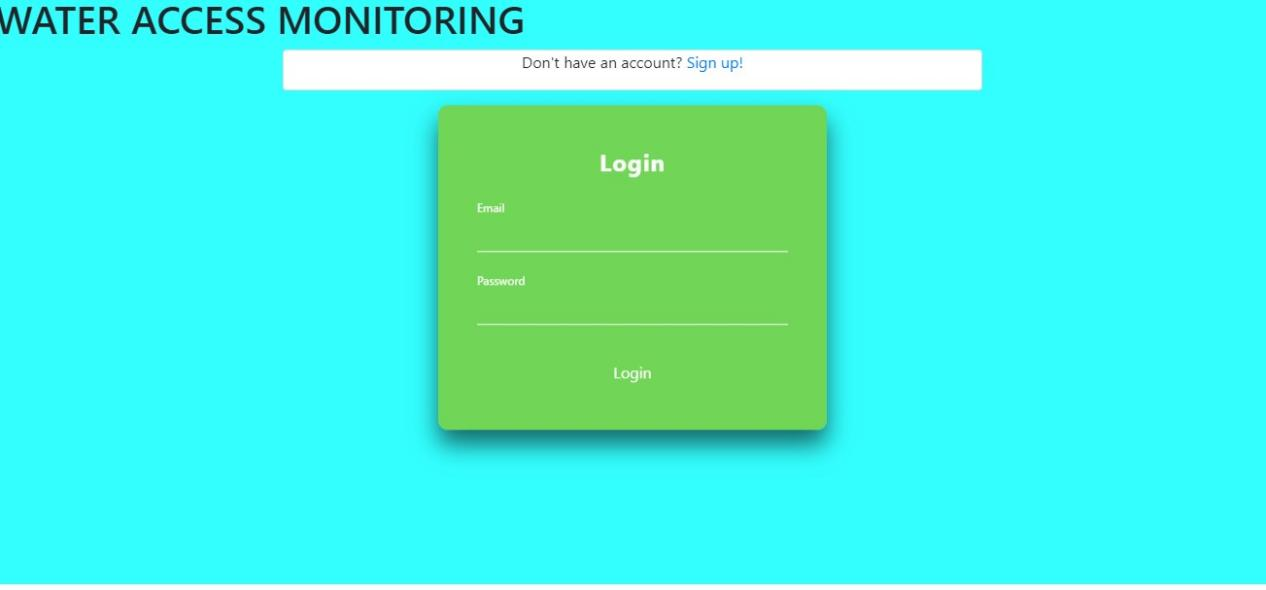 WATER ACCESS MONITORING
Don't have an account? Sign up!
Login
Email
Password
Login